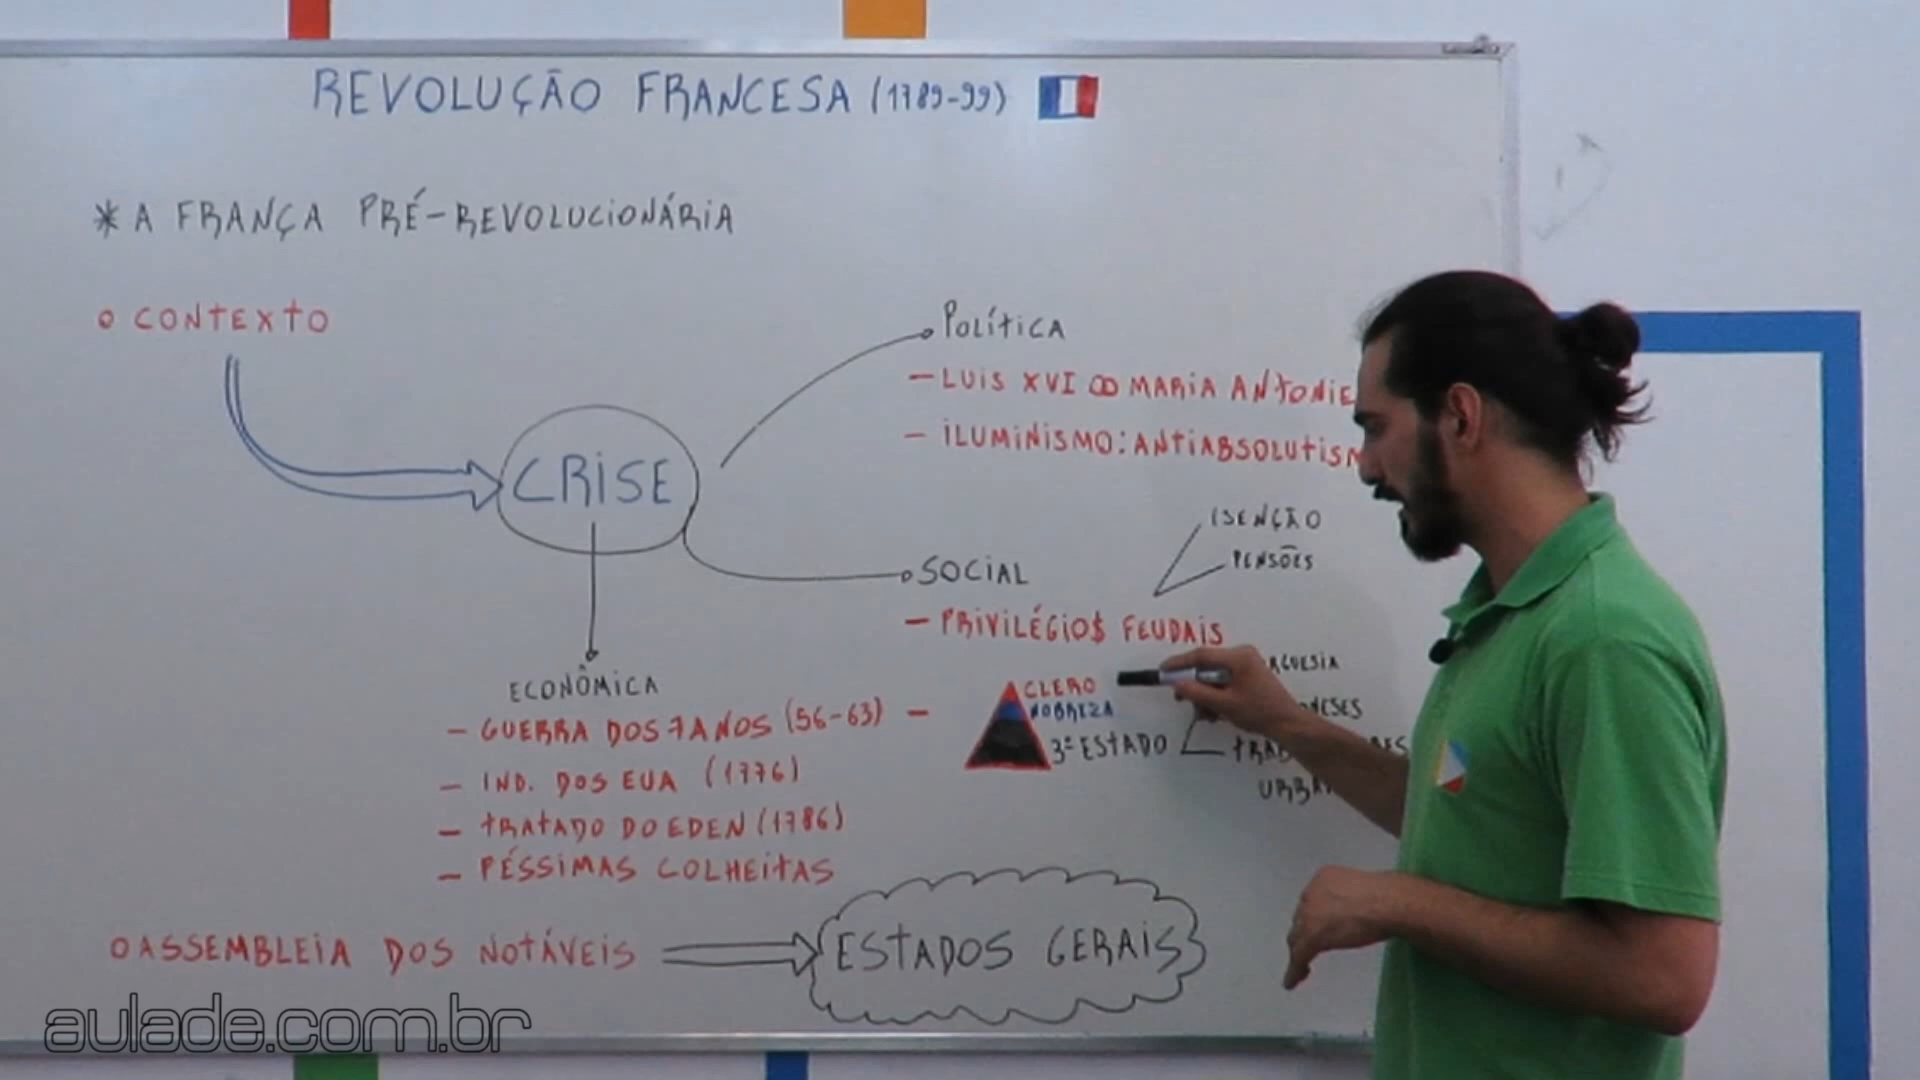 REVOLUÇÃO FRANCESA (1789-99)
* A FRANÇA PRÉ-REVOLUCIONÁRIA
O CONTEXTO
CRISE
POLÍTICA
- LUIS XVI ∞ MARIA ANTONIE
- ILUMINISMO: ANTIABSOLUTISM
SOCIAL
ISENÇÃO
PENSÕES
- PRIVILÉGIO$ FEUDAIS
CLERO
NOBREZA
3º ESTADO
ECONÔMICA
- GUERRA DOS 7 ANOS (56-63) -
- IND. DOS EUA (1776)
- TRATADO DO EDEN (1786)
- PÉSSIMAS COLHEITAS
O ASSEMBLEIA DOS NOTÁVEIS
ESTADOS GERAIS
aulade.com.br